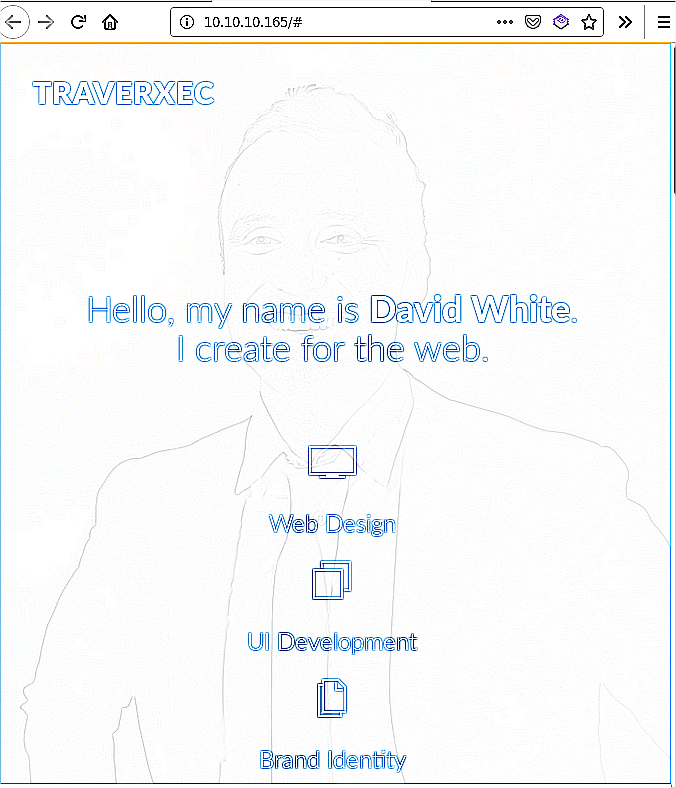 10.10.10.165/#
TRAVERXEC
Hello, my name is David White.
I create for the web.
Web Design
UI Development
Brand Identity